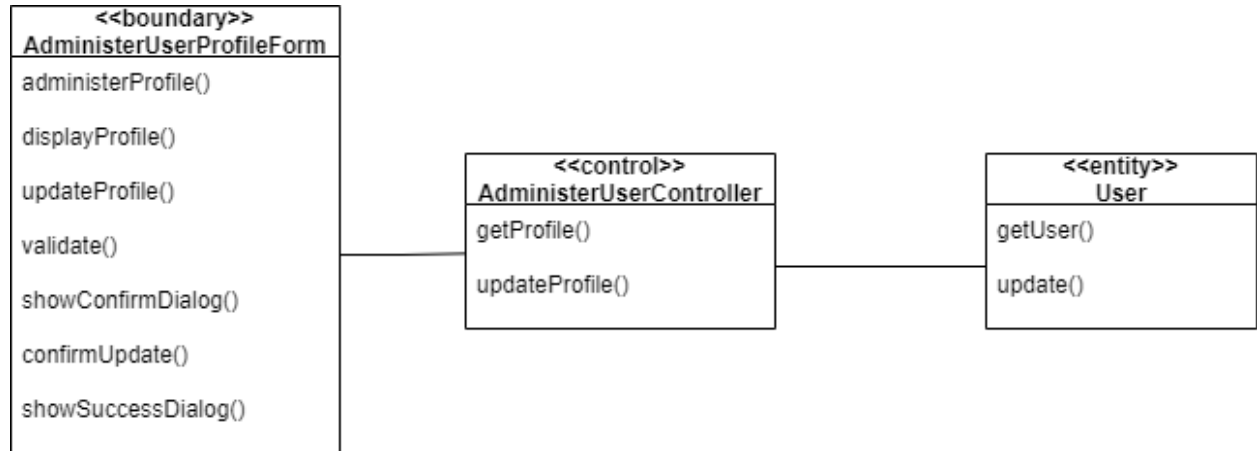 <<boundary>>
AdministerUserProfileForm
administerProfile()
displayProfile()
updateProfile()
validate()
showConfirmDialog()
confirmUpdate()
showSuccessDialog()
<<control>>
AdministerUserController
getProfile()
updateProfile()
<<entity>>
User
getUser()
update()